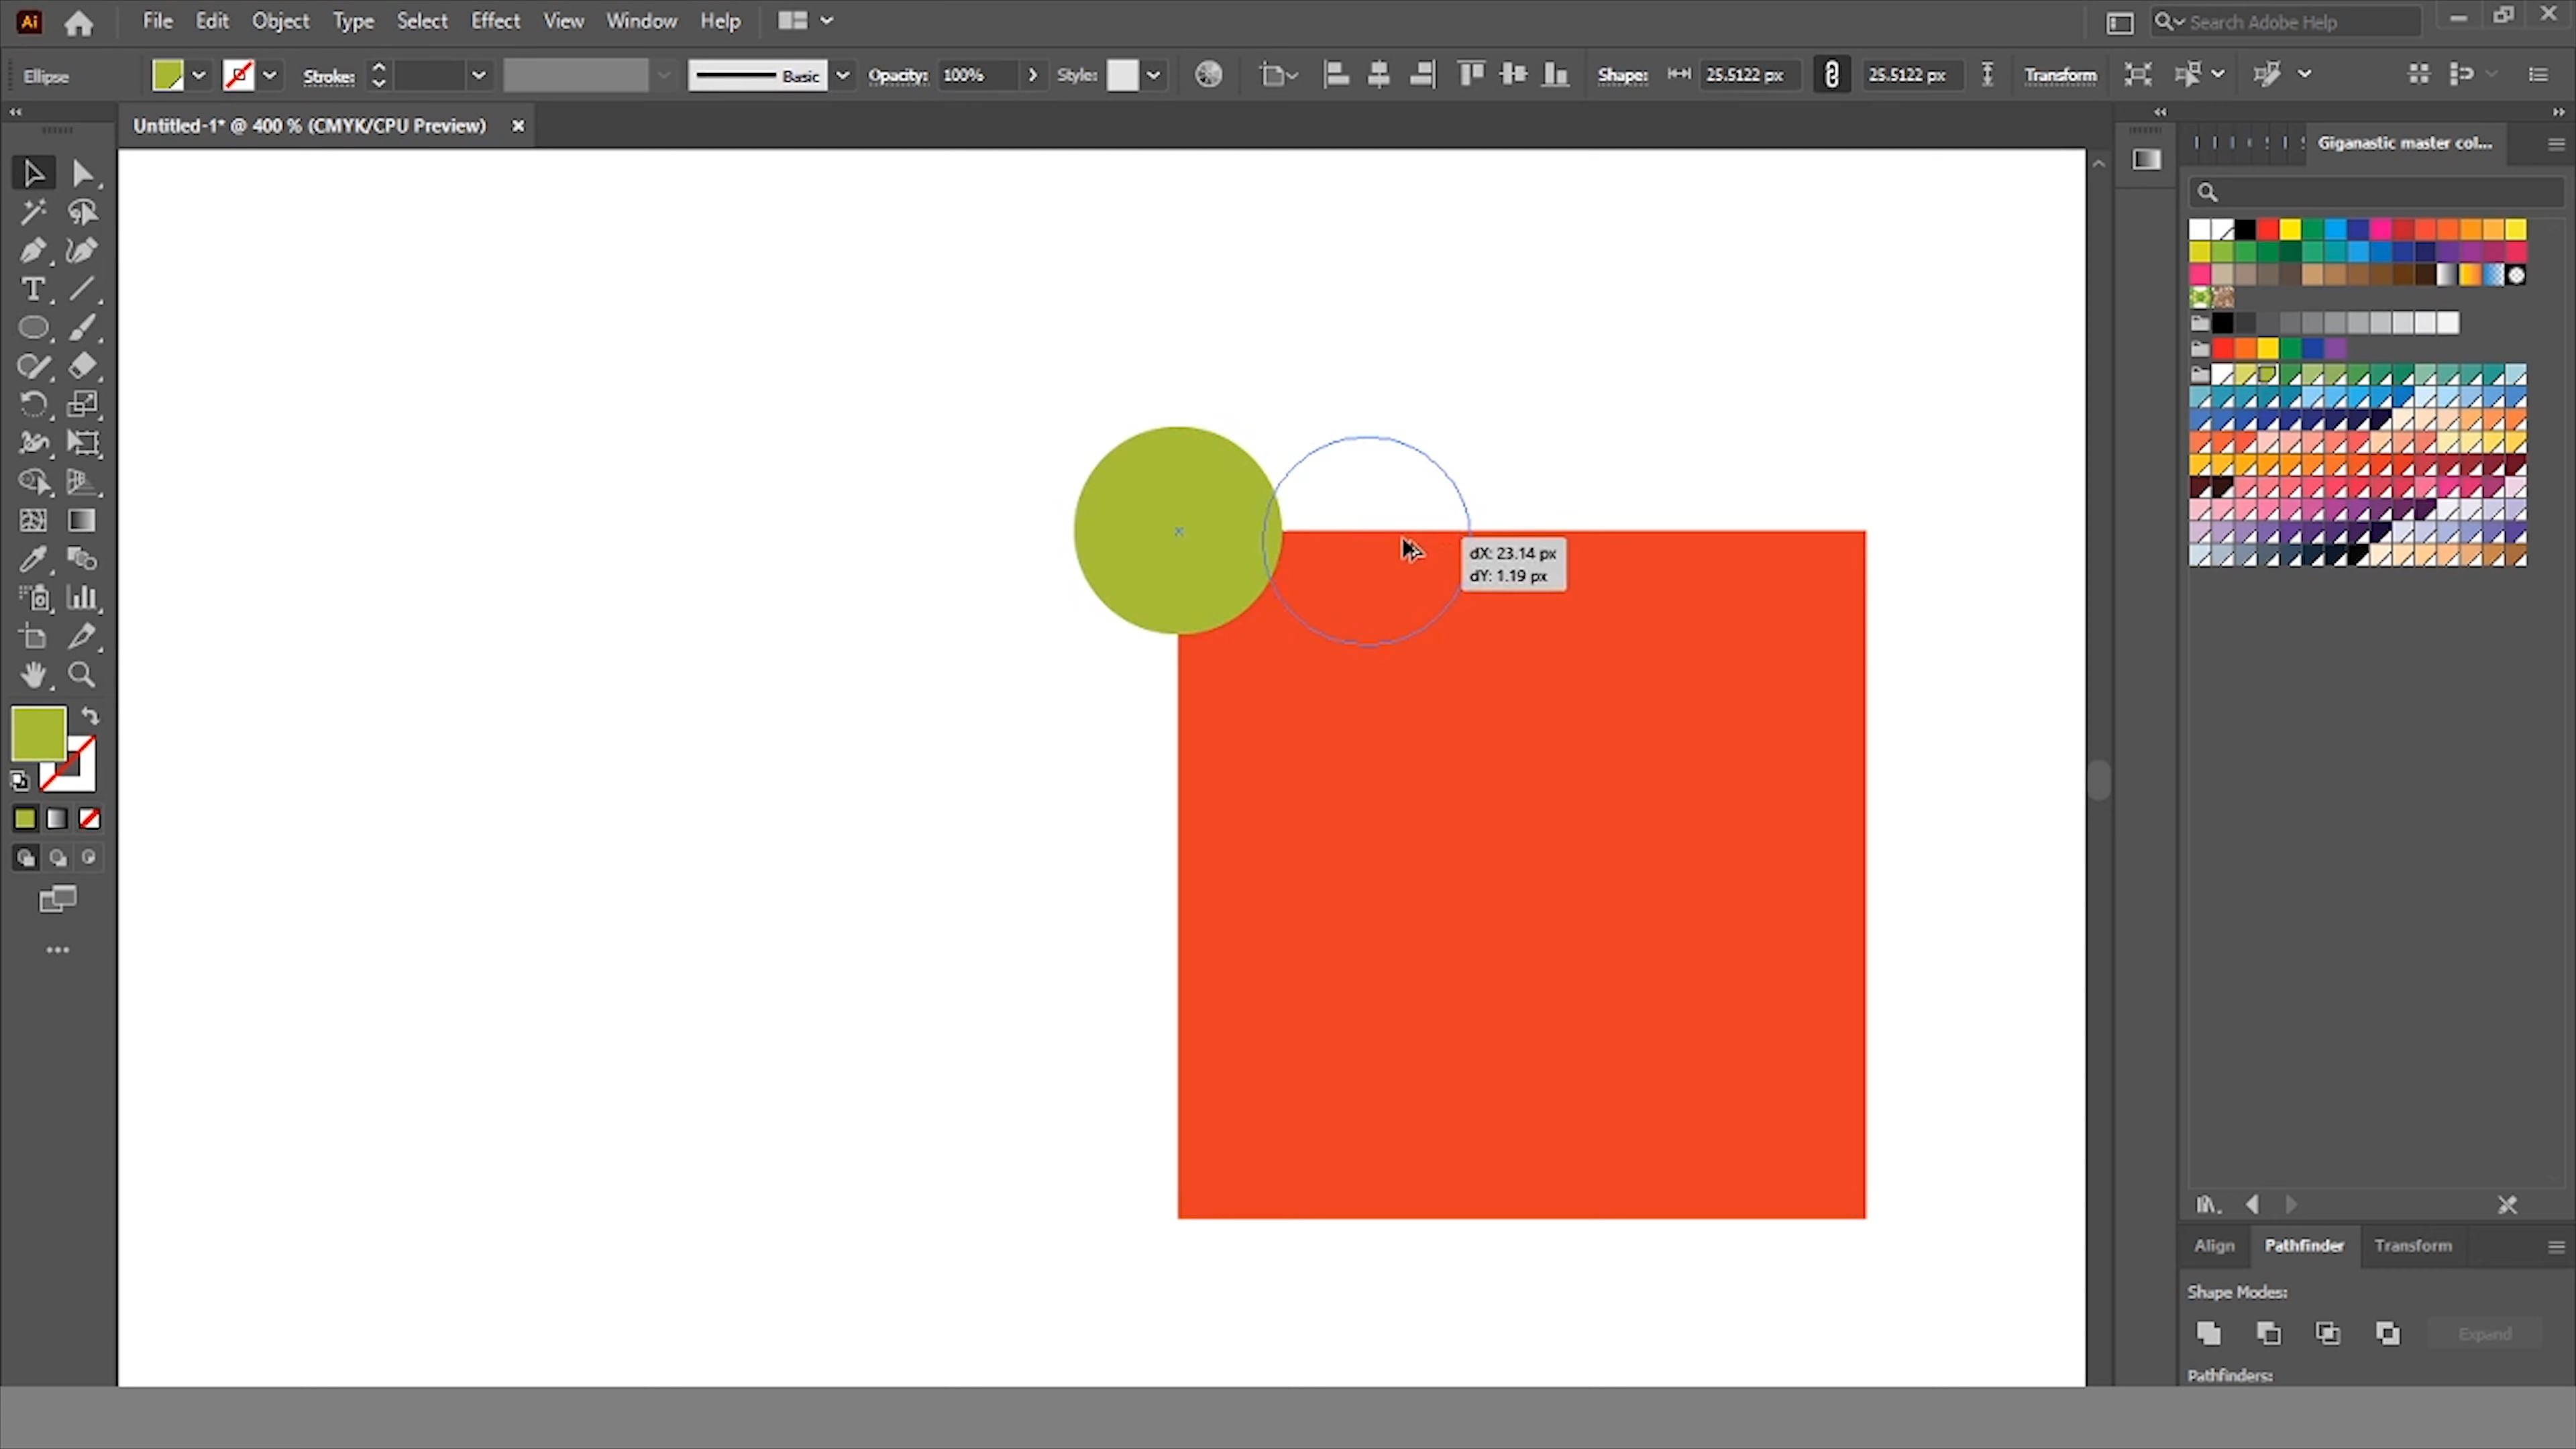 Ai File Edit Object Type Select Effect View Window Help Search Adobe Help
Ellipse Stroke: Basic Opacity: 100% Style: Shape: 25.5122 px 25.5122 px Transform
Untitled-1* @ 400 % (CMYK/CPU Preview)
Giganastic master col...
dX: 23.14 px
dY: 1.19 px
Align Pathfinder Transform
Shape Modes:
Expand
Pathfinders: